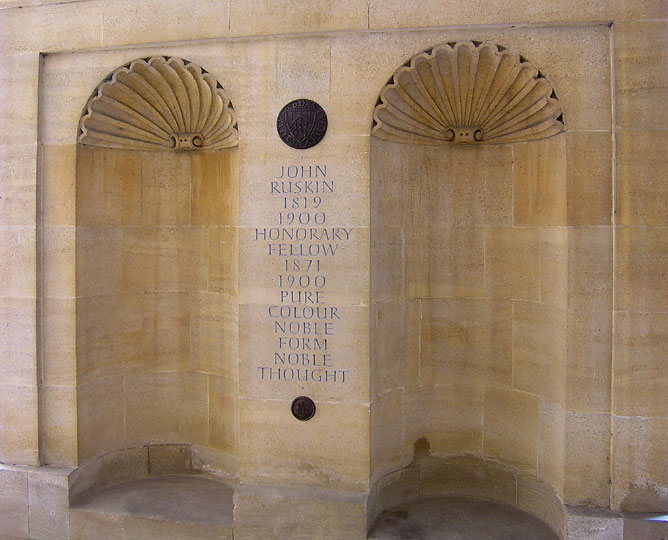 JOHN
RUSKIN
1819
1900
HONORARY
FELLOW
1871
1900
PURE
COLOUR
NOBLE
FORM
NOBLE
THOUGHT